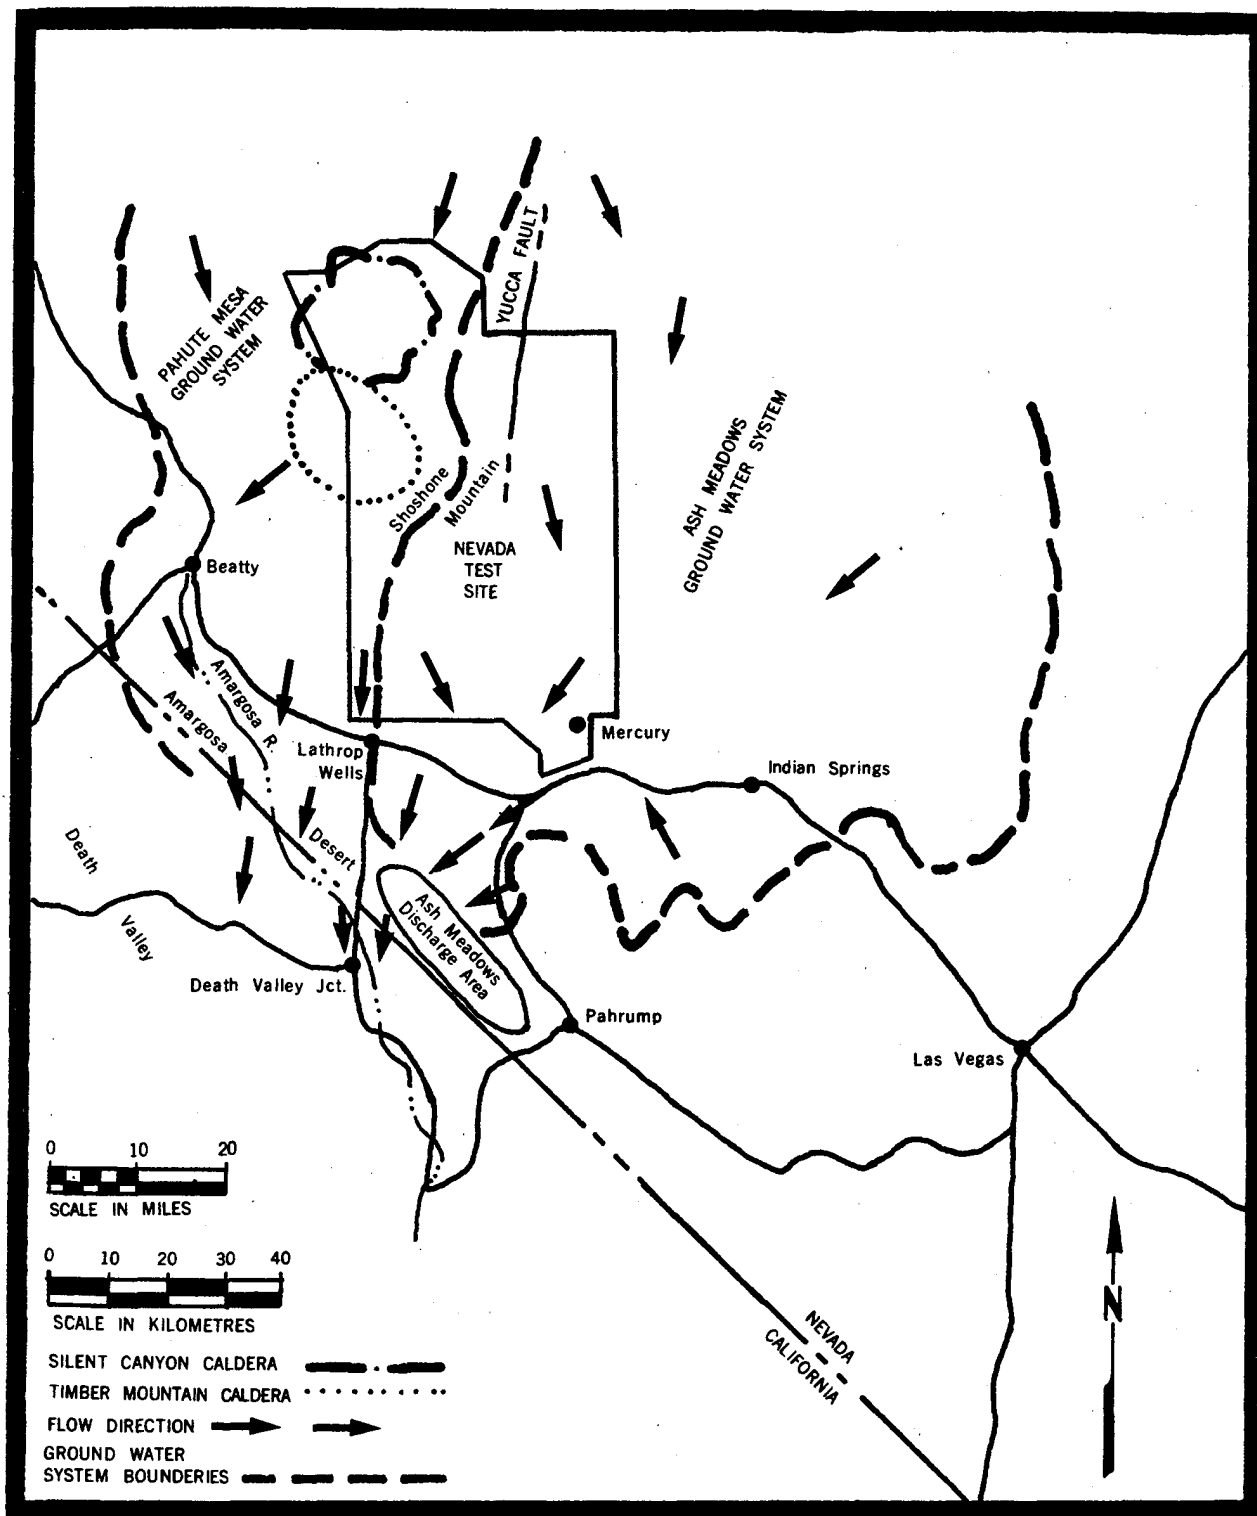 YUCCA FAULT
PAHUTE MESA
GROUND WATER
SYSTEM
ASH MEADOWS
GROUND WATER SYSTEM
Shoshone
Mountain
NEVADA
TEST
SITE
Beatty
Amargosa R.
Amargosa
Desert
Lathrop
Wells
Mercury
Indian Springs
Death
Valley
Ash Meadows
Discharge Area
Death Valley Jct.
Pahrump
Las Vegas
0 10 20
SCALE IN MILES
0 10 20 30 40
SCALE IN KILOMETRES
SILENT CANYON CALDERA
TIMBER MOUNTAIN CALDERA
FLOW DIRECTION
GROUND WATER
SYSTEM BOUNDERIES
NEVADA
CALIFORNIA
N